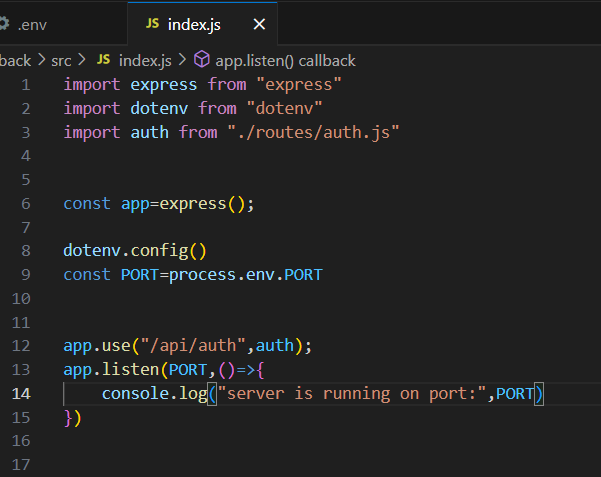 .env
JS index.js
back > src > JS index.js > app.listen() callback
1 import express from "express"
2 import dotenv from "dotenv"
3 import auth from "./routes/auth.js"
4
5
6 const app=express();
7
8 dotenv.config()
9 const PORT=process.env.PORT
10
11
12 app.use("/api/auth",auth);
13 app.listen(PORT,()=>{
14     console.log("server is running on port:",PORT)
15 })
16
17